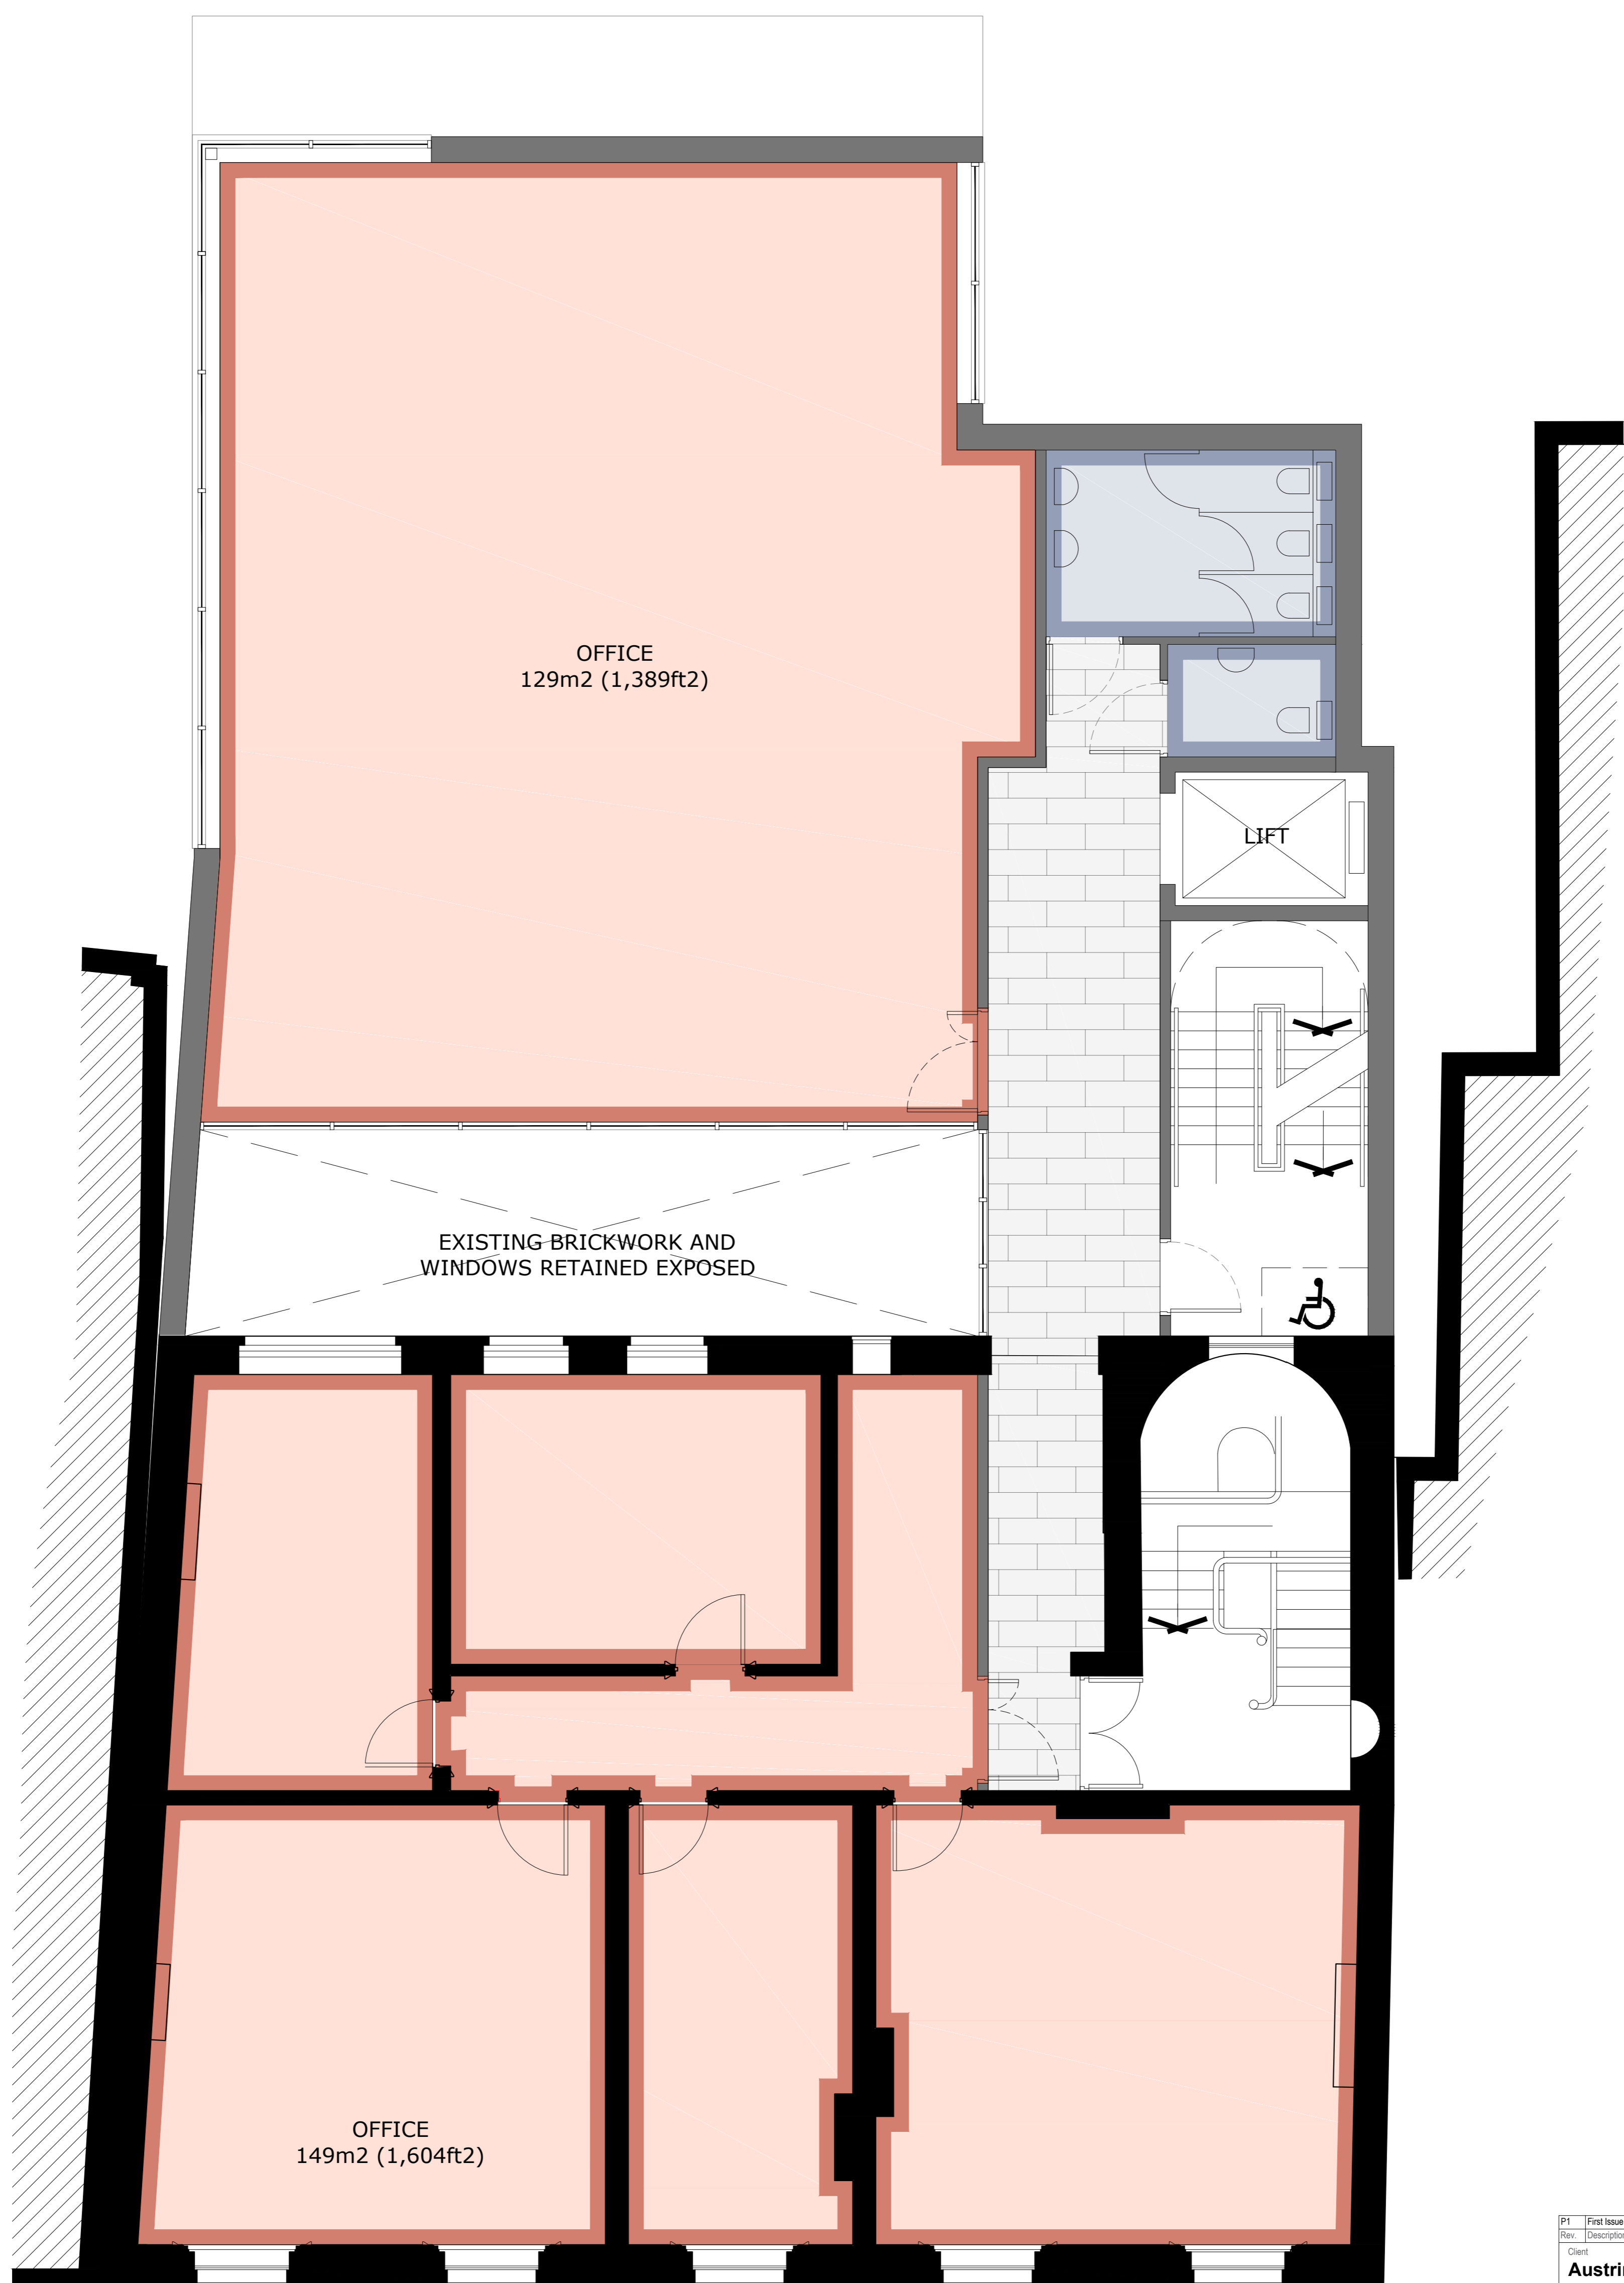 OFFICE
129m2 (1,389ft2)
LIFT
EXISTING BRICKWORK AND
WINDOWS RETAINED EXPOSED
OFFICE
149m2 (1,604ft2)
P1 First Issue
Rev.
Client